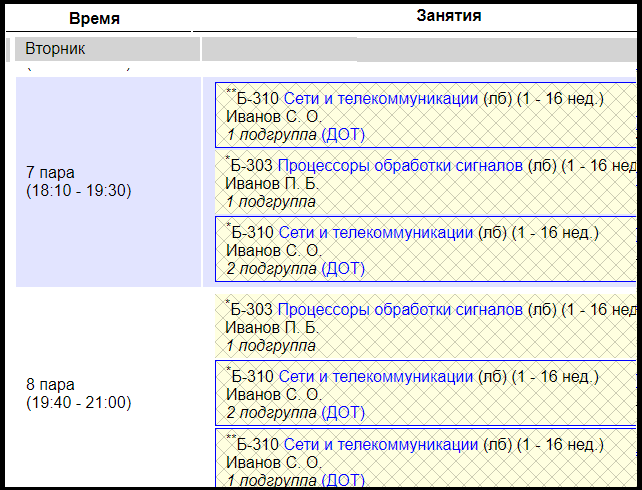 Время
Занятия
Вторник
**Б-310 Сети и телекоммуникации (лб) (1 - 16 нед.)
Иванов С. О.
1 подгруппа (ДОТ)
7 пара
(18:10 - 19:30)
*Б-303 Процессоры обработки сигналов (лб) (1 - 16 нед
Иванов П. Б.
1 подгруппа
*Б-310 Сети и телекоммуникации (лб) (1 - 16 нед.)
Иванов С. О.
2 подгруппа (ДОТ)
*Б-303 Процессоры обработки сигналов (лб) (1 - 16 нед
Иванов П. Б.
1 подгруппа
8 пара
(19:40 - 21:00)
*Б-310 Сети и телекоммуникации (лб) (1 - 16 нед.)
Иванов С. О.
2 подгруппа (ДОТ)
**Б-310 Сети и телекоммуникации (лб) (1 - 16 нед.)
Иванов С. О.
1 подгруппа (ДОТ)